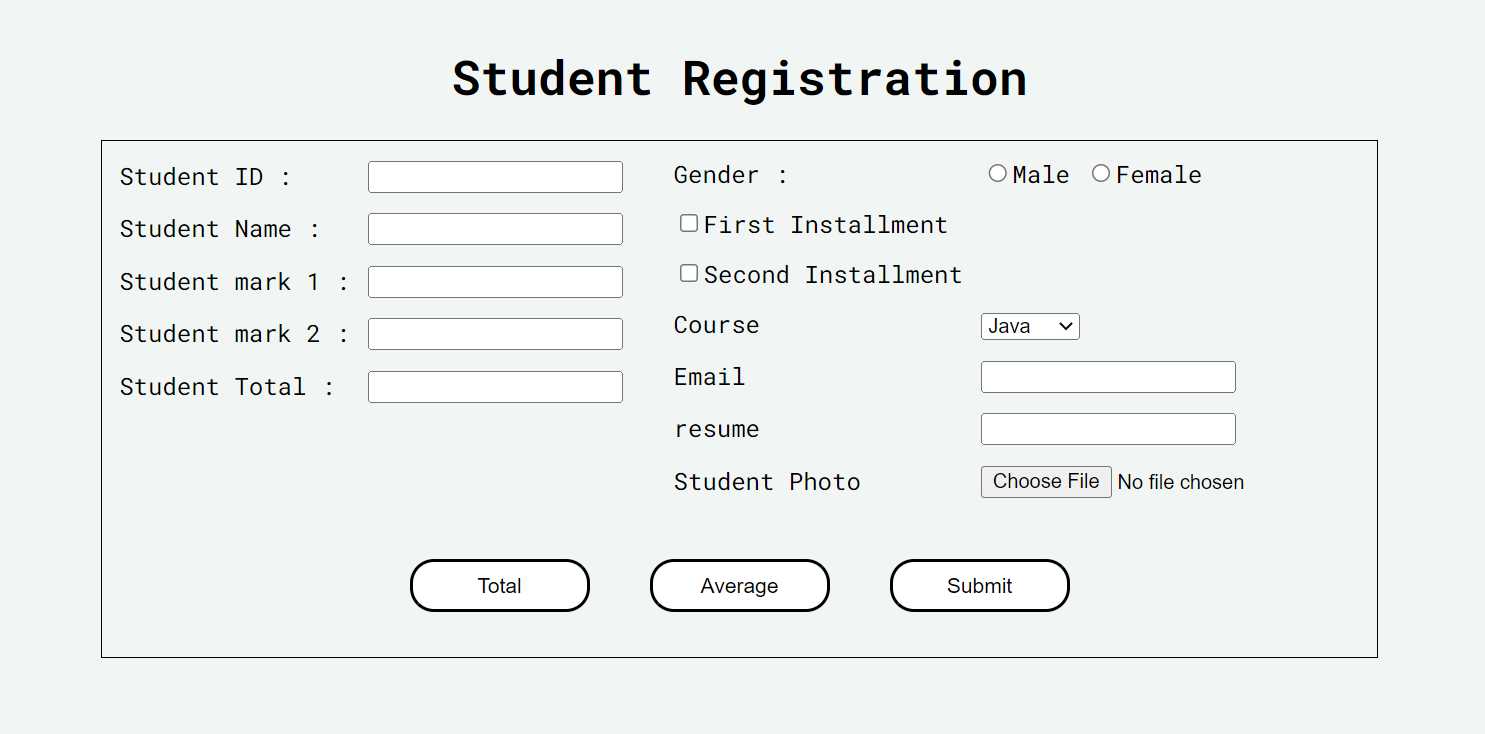 Student Registration
Student ID :
Student Name :
Student mark 1 :
Student mark 2 :
Student Total :
Gender : Male Female
First Installment
Second Installment
Course Java
Email
resume
Student Photo Choose File No file chosen
Total Average Submit